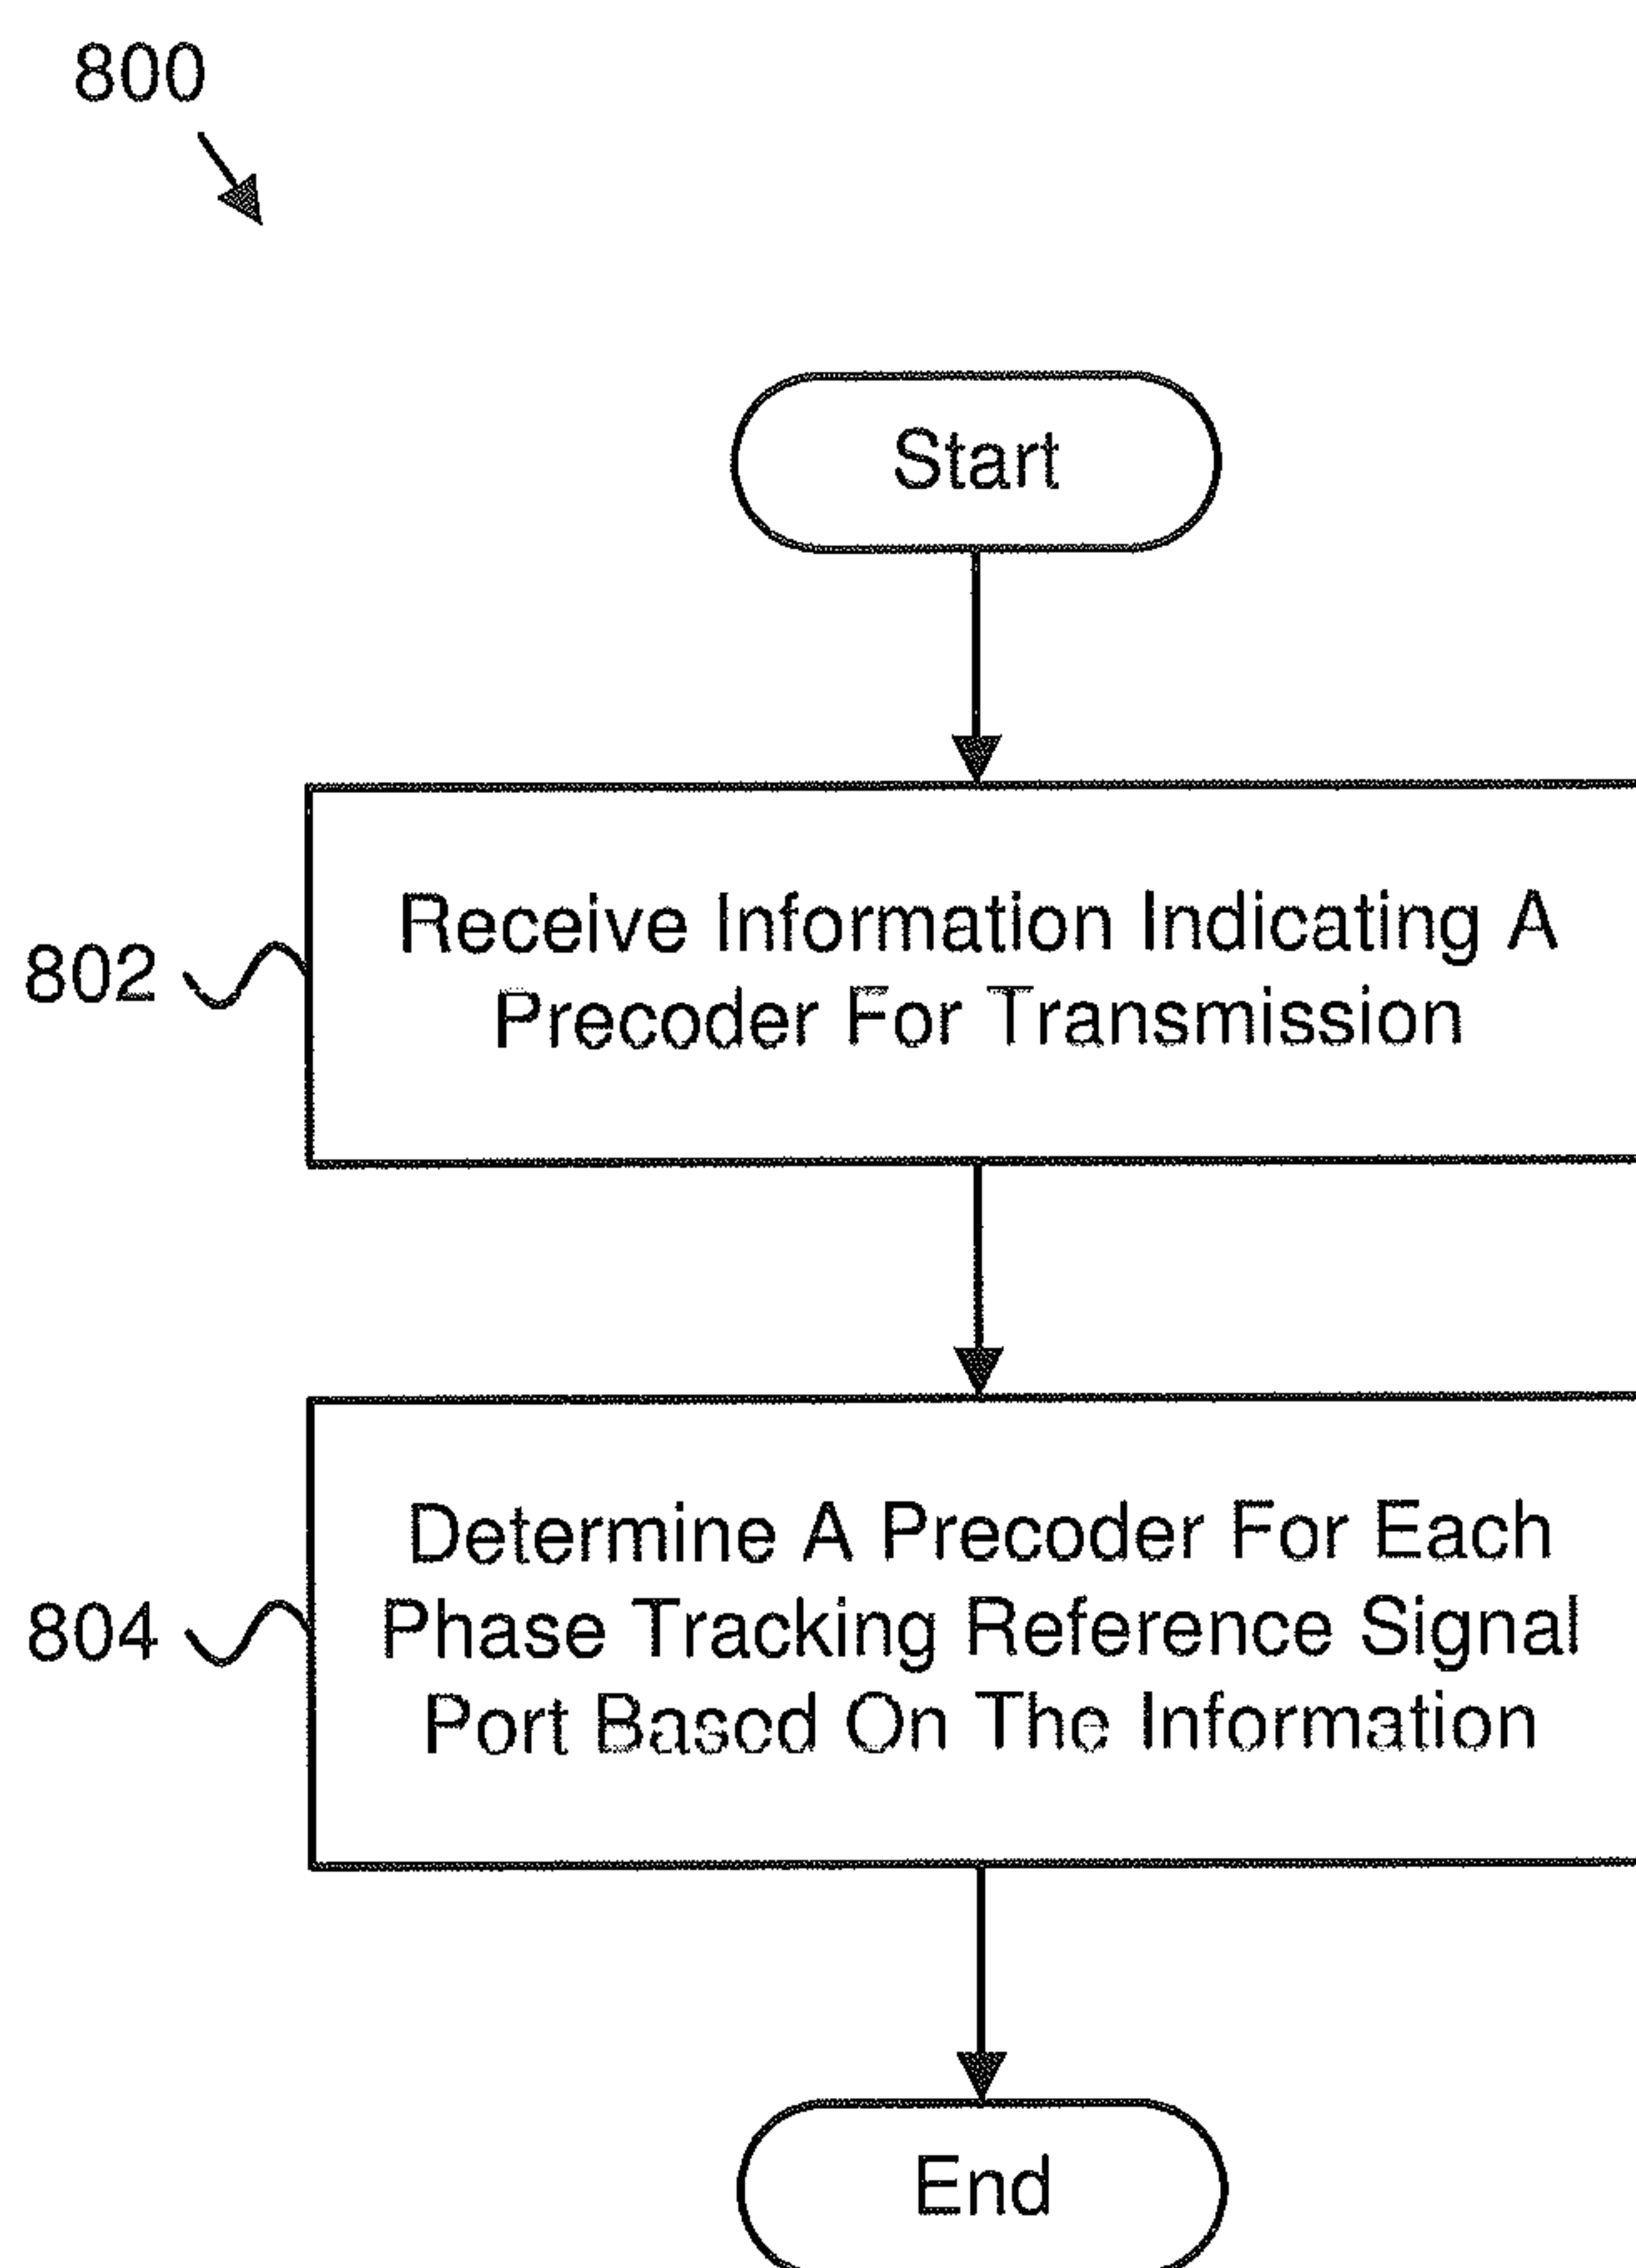 800
Start
802
Receive Information Indicating A
Precoder For Transmission
804
Determine A Precoder For Each
Phase Tracking Reference Signal
Port Based On The Information
End